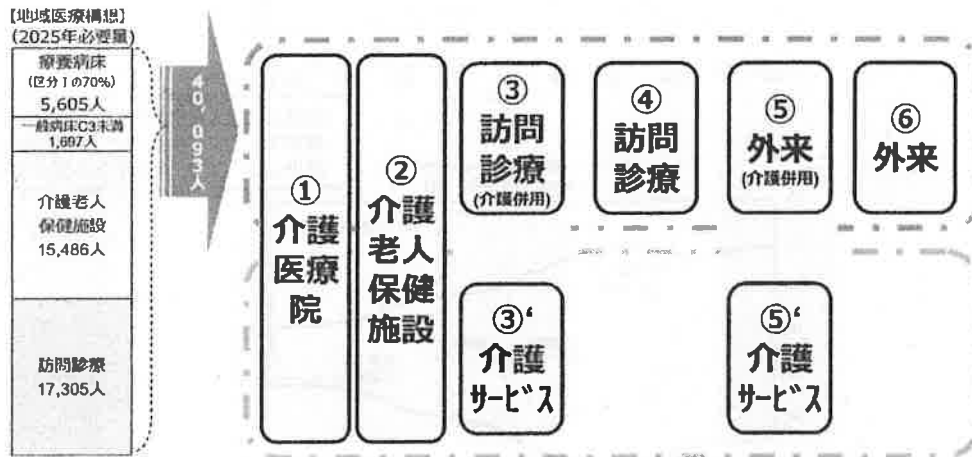 【地域医療構想】
(2025年必要量)
療養病床
(区分Ⅰの70%)
5,605人
一般病床C3未満
1,697人
介護老人
保健施設
15,486人
訪問診療
17,305人
40,093人
①
介護
医療
院
②
介護
老人
保健
施設
③
訪問
診療
(介護併用)
④
訪問
診療
⑤
外来
(介護併用)
⑥
外来
③‘
介護
サービス
⑤‘
介護
サービス